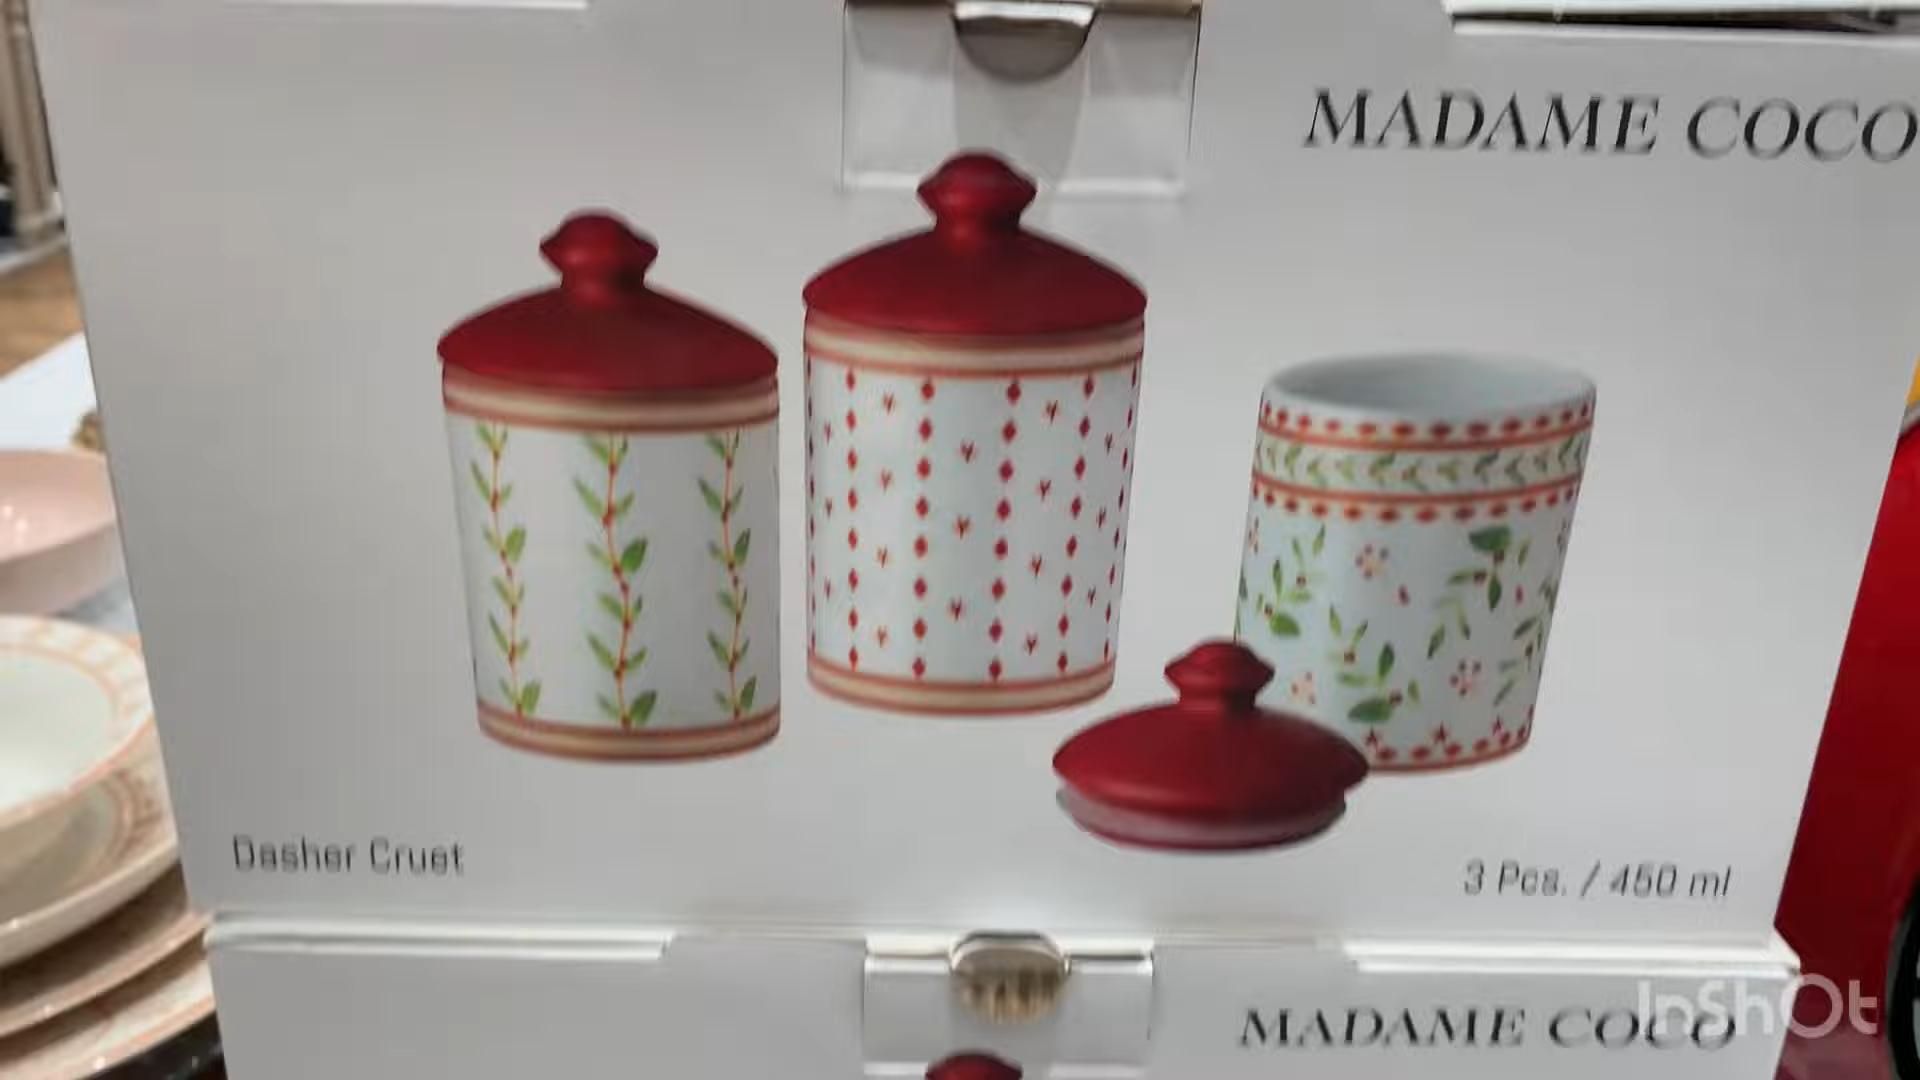 MADAME COCO
Dasher Cruet
3 Pcs. / 450 ml
MADAME COCO
InShOt